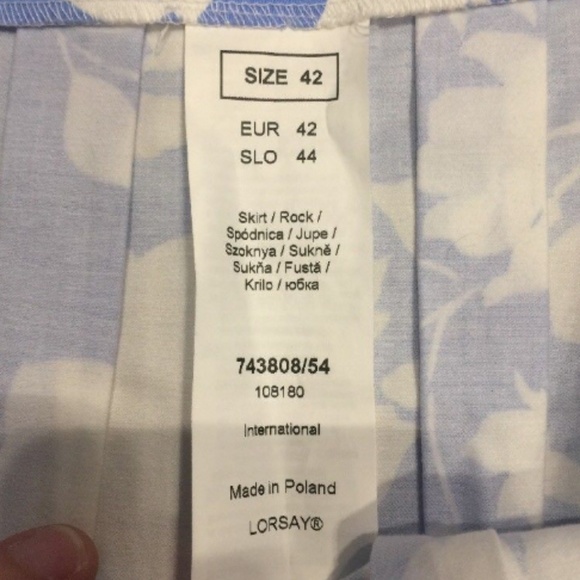 SIZE 42
EUR 42
SLO 44
Skirt / Rock /
Spódnica / Jupe /
Szoknya / Sukně /
Sukňa / Fustă /
Krilo / юбка
743808/54
108180
International
Made in Poland
LORSAY®